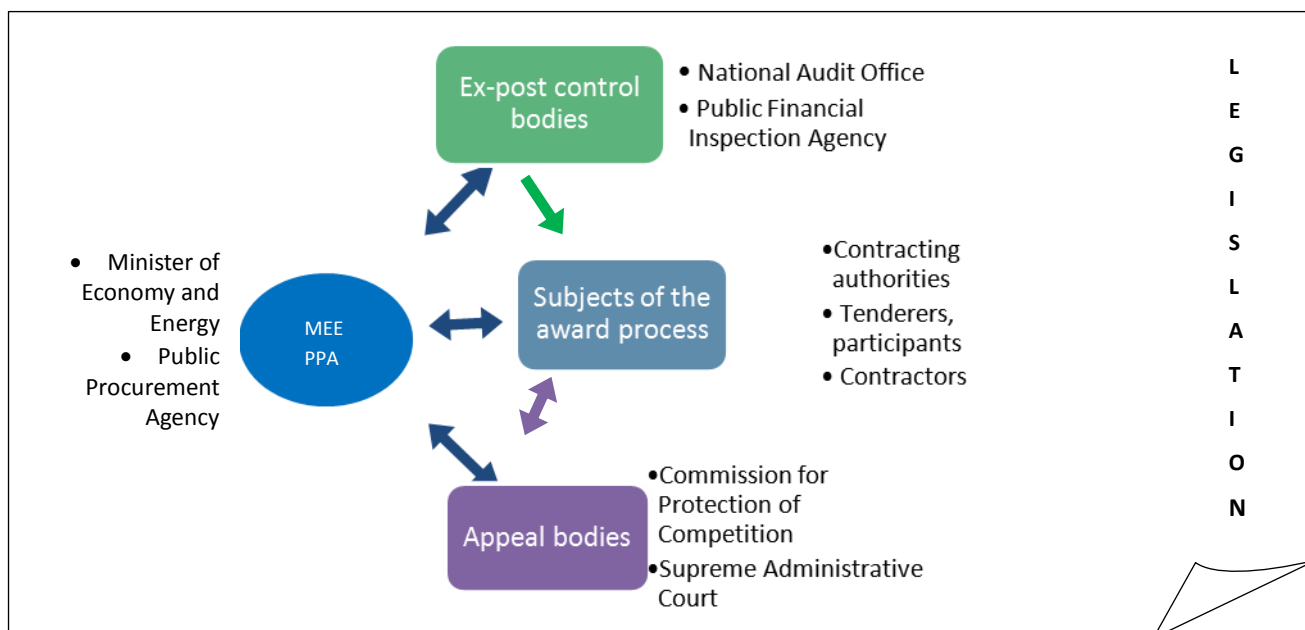 Ex-post control
bodies
• National Audit Office
• Public Financial
Inspection Agency
• Minister of
Economy and
Energy
• Public
Procurement
Agency
MEE
PPA
Subjects of the
award process
•Contracting
authorities
• Tenderers,
participants
• Contractors
Appeal bodies
•Commission for
Protection of
Competition
•Supreme Administrative
Court
L
E
G
I
S
L
A
T
I
O
N